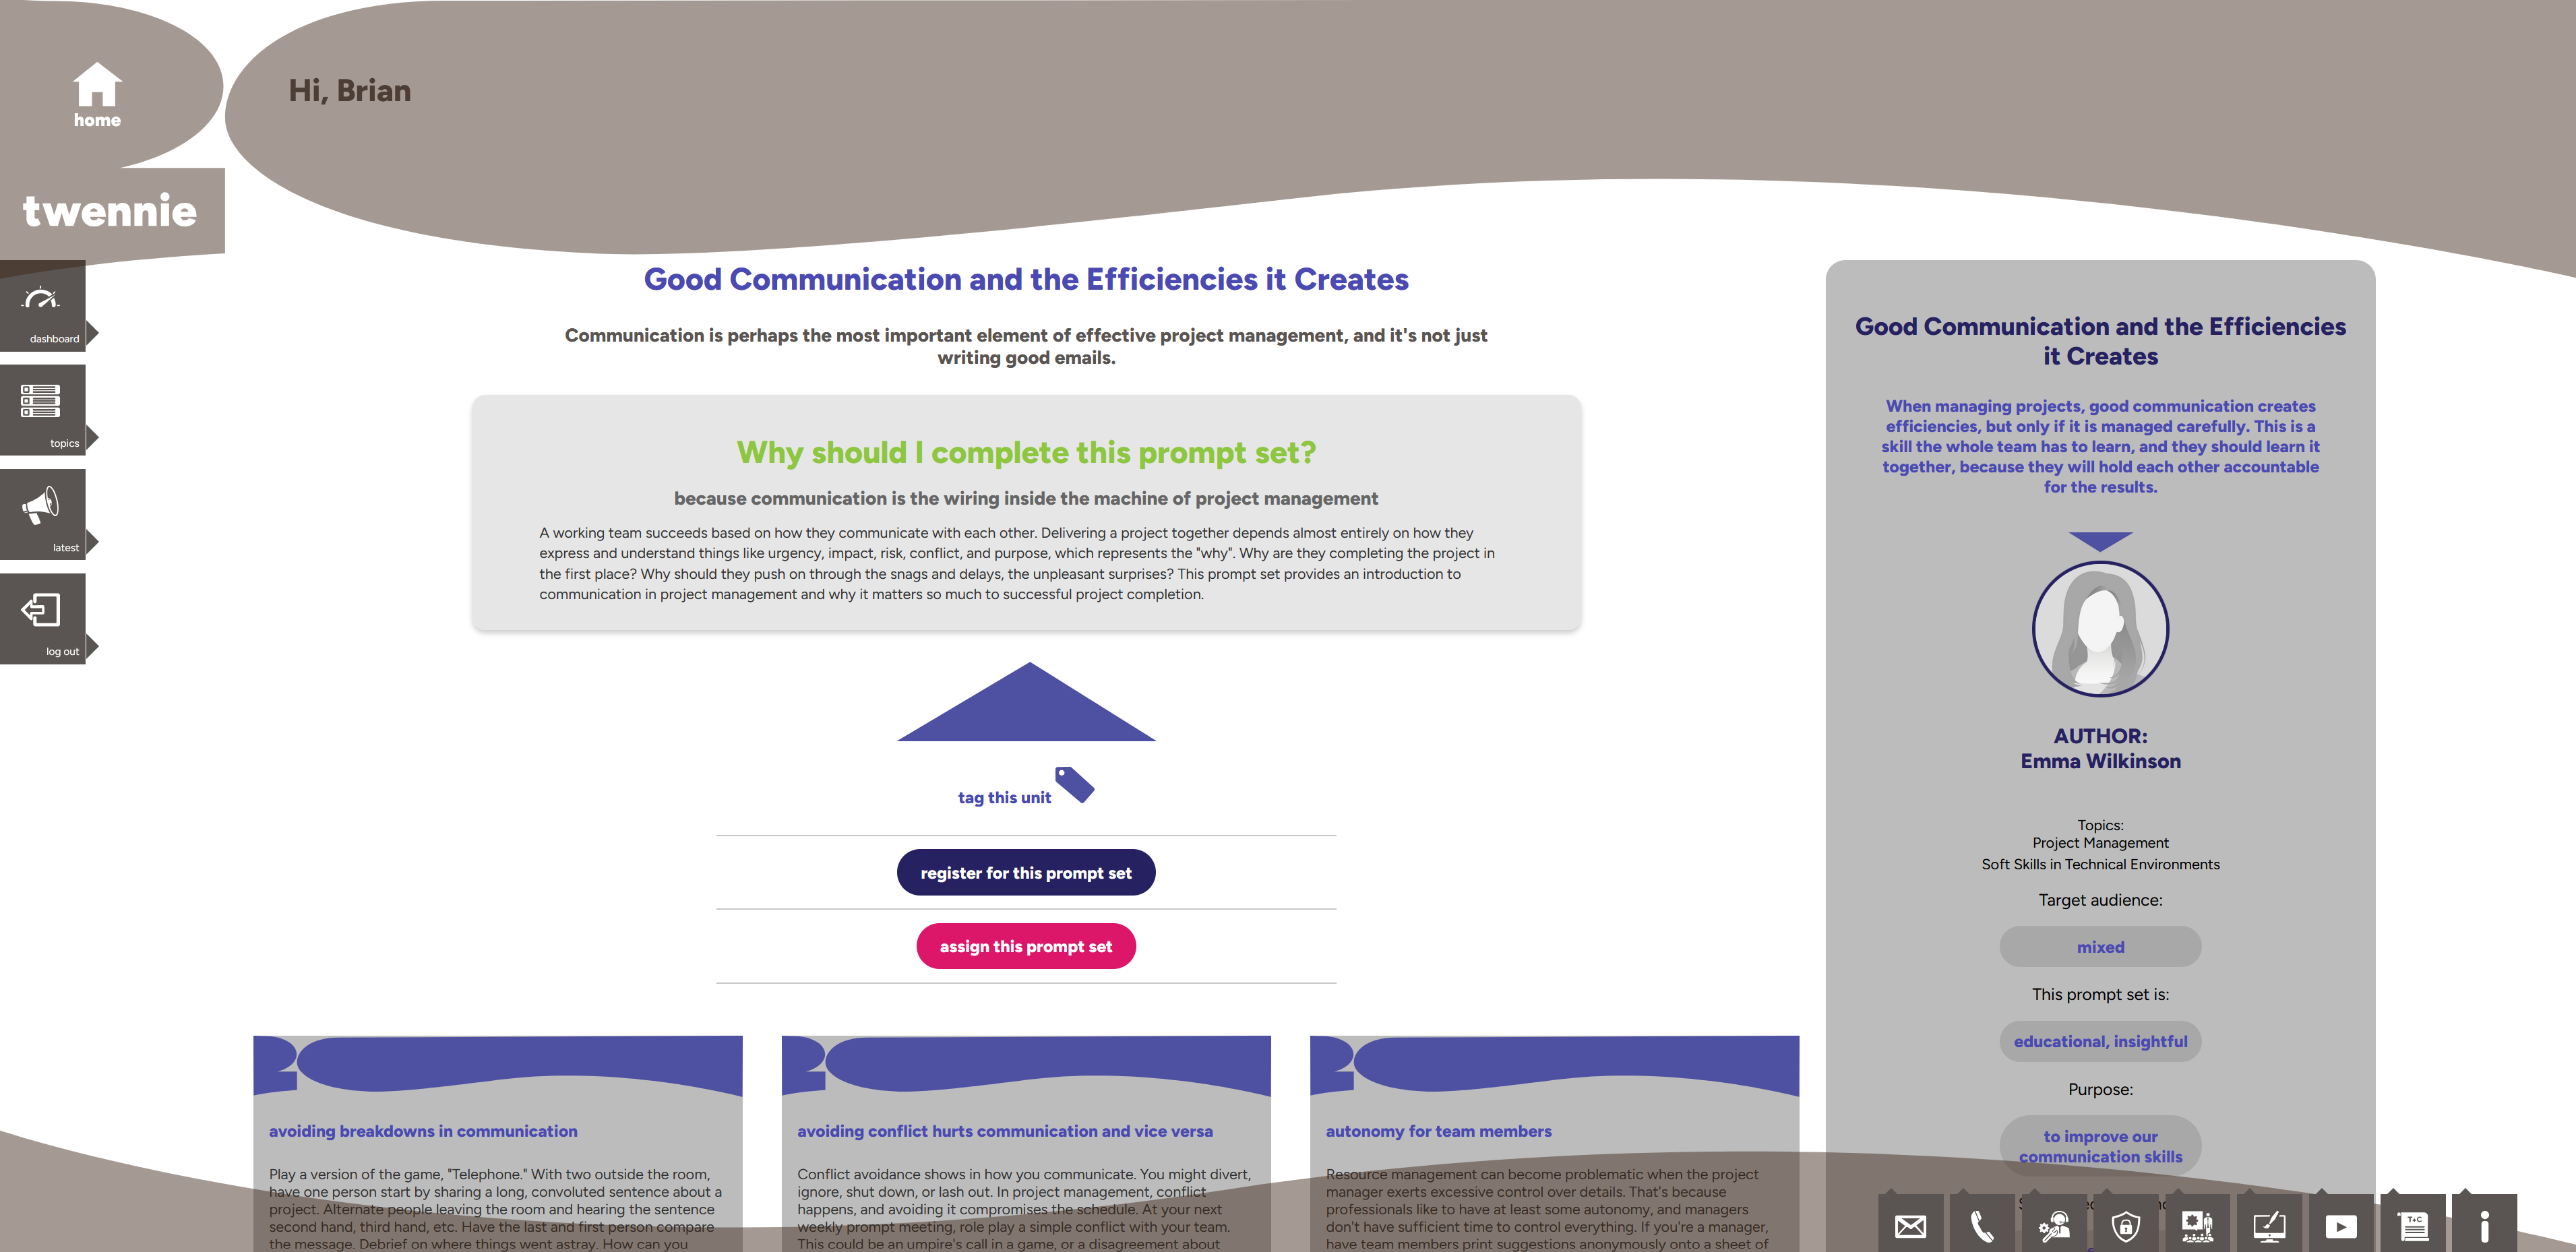 home
Hi, Brian
twennie
dashboard
topics
latest
log out
Good Communication and the Efficiencies it Creates
Communication is perhaps the most important element of effective project management, and it's not just
writing good emails.
Why should I complete this prompt set?
because communication is the wiring inside the machine of project management
A working team succeeds based on how they communicate with each other. Delivering a project together depends almost entirely on how they
express and understand things like urgency, impact, risk, conflict, and purpose, which represents the "why". Why are they completing the project in
the first place? Why should they push on through the snags and delays, the unpleasant surprises? This prompt set provides an introduction to
communication in project management and why it matters so much to successful project completion.
tag this unit
register for this prompt set
assign this prompt set
avoiding breakdowns in communication
Play a version of the game, "Telephone." With two outside the room,
have one person start by sharing a long, convoluted sentence about a
project. Alternate people leaving the room and hearing the sentence
second hand, third hand, etc. Have the last and first person compare
the message. Debrief on where things went astray. How can you
avoiding conflict hurts communication and vice versa
Conflict avoidance shows in how you communicate. You might divert,
ignore, shut down, or lash out. In project management, conflict
happens, and avoiding it compromises the schedule. At your next
weekly prompt meeting, role play a simple conflict with your team.
This could be an umpire's call in a game, or a disagreement about
autonomy for team members
Resource management can become problematic when the project
manager exerts excessive control over details. That's because
professionals like to have at least some autonomy, and managers
don't have sufficient time to control everything. If you're a manager,
have team members print suggestions anonymously onto a sheet of
Good Communication and the Efficiencies
it Creates
When managing projects, good communication creates
efficiencies, but only if it is managed carefully. This is a
skill the whole team has to learn, and they should learn it
together, because they will hold each other accountable
for the results.
AUTHOR:
Emma Wilkinson
Topics:
Project Management
Soft Skills in Technical Environments
Target audience:
mixed
This prompt set is:
educational, insightful
Purpose:
to improve our
communication skills
T+C